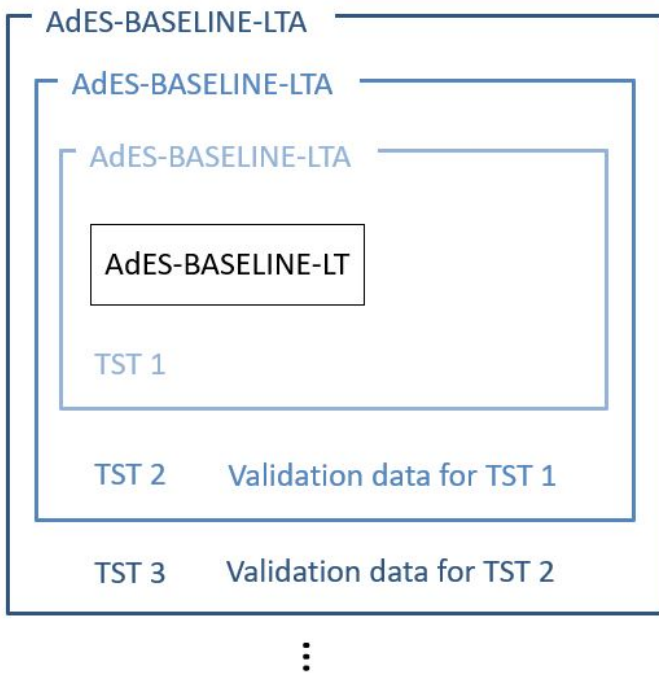 AdES-BASELINE-LTA
AdES-BASELINE-LTA
AdES-BASELINE-LTA
AdES-BASELINE-LT
TST 1
TST 2 Validation data for TST 1
TST 3 Validation data for TST 2
⋮